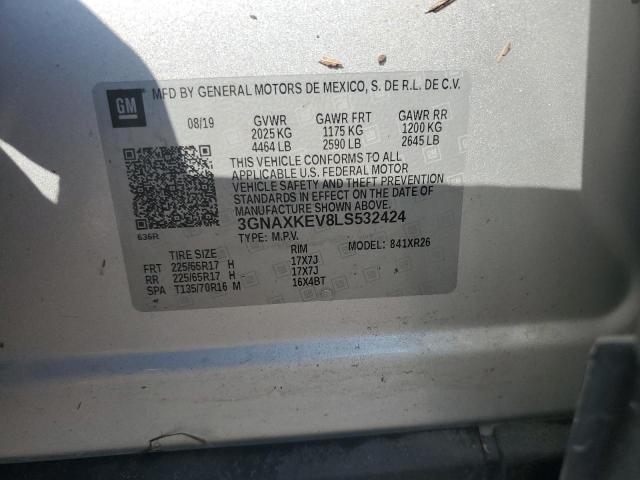 MFD BY GENERAL MOTORS DE MEXICO, S. DE R.L. DE C.V.
GM
08/19 GVWR GAWR FRT GAWR RR
2025 KG 1175 KG 1200 KG
4464 LB 2590 LB 2645 LB
THIS VEHICLE CONFORMS TO ALL
APPLICABLE U.S. FEDERAL MOTOR
VEHICLE SAFETY AND THEFT PREVENTION
STANDARDS IN EFFECT ON THE DATE OF
MANUFACTURE SHOWN ABOVE.
3GNAXKEV8LS532424
636R TYPE: M.P.V.
TIRE SIZE RIM MODEL: 841XR26
FRT 225/65R17 H 17X7J
RR 225/65R17 H 17X7J
SPA T135/70R16 M 16X4BT